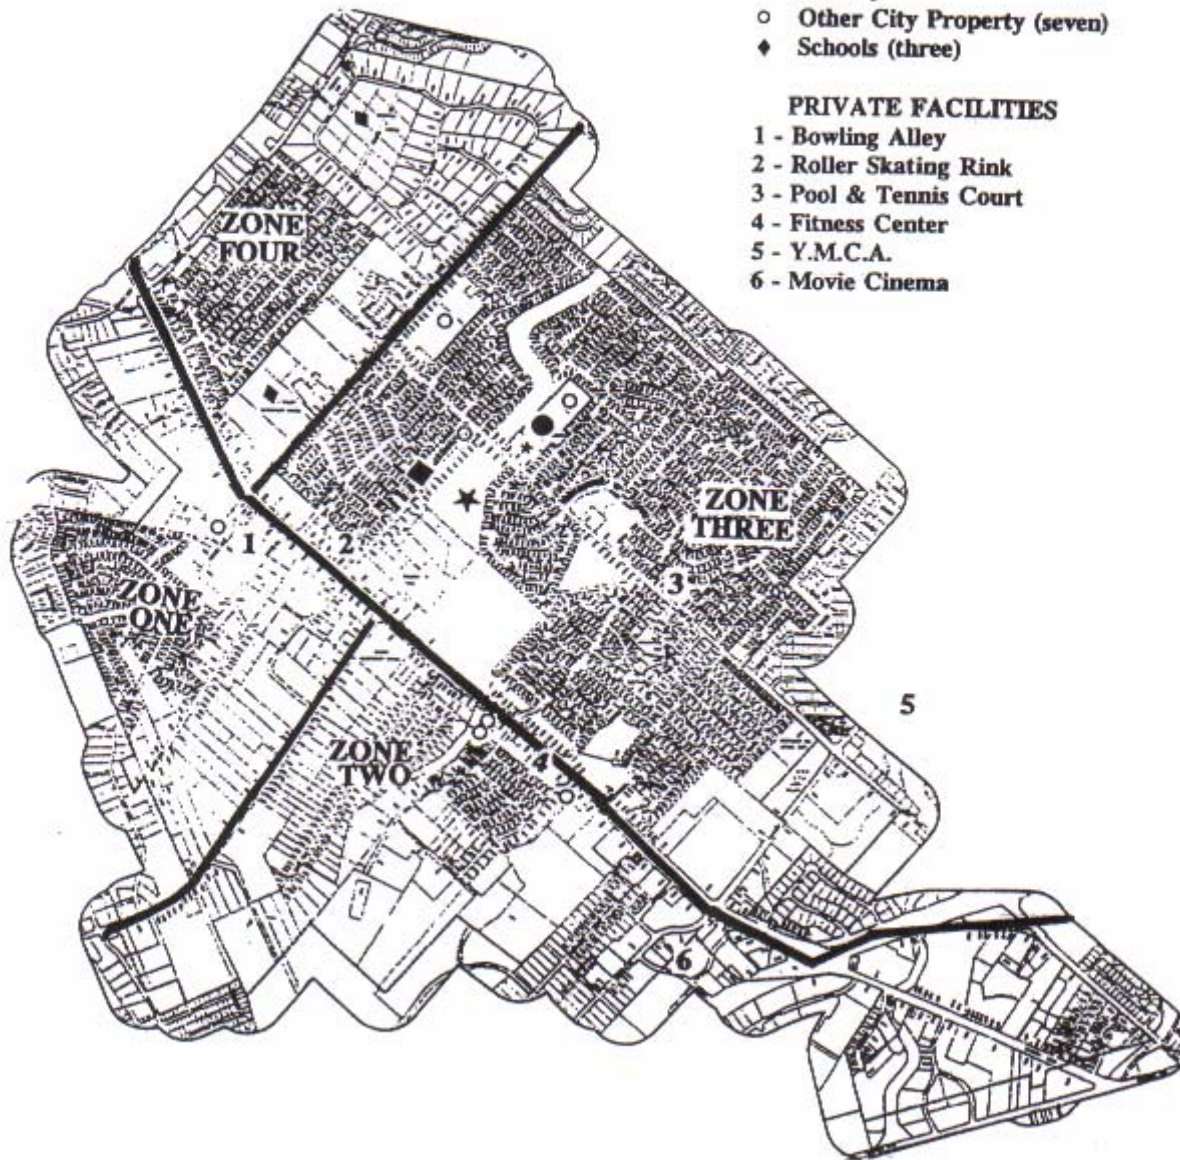 ○ Other City Property (seven)
♦ Schools (three)
PRIVATE FACILITIES
1 - Bowling Alley
2 - Roller Skating Rink
3 - Pool & Tennis Court
4 - Fitness Center
5 - Y.M.C.A.
6 - Movie Cinema
ZONE
FOUR
ZONE
THREE
1
2
3
ZONE
ONE
5
ZONE
TWO
4
6